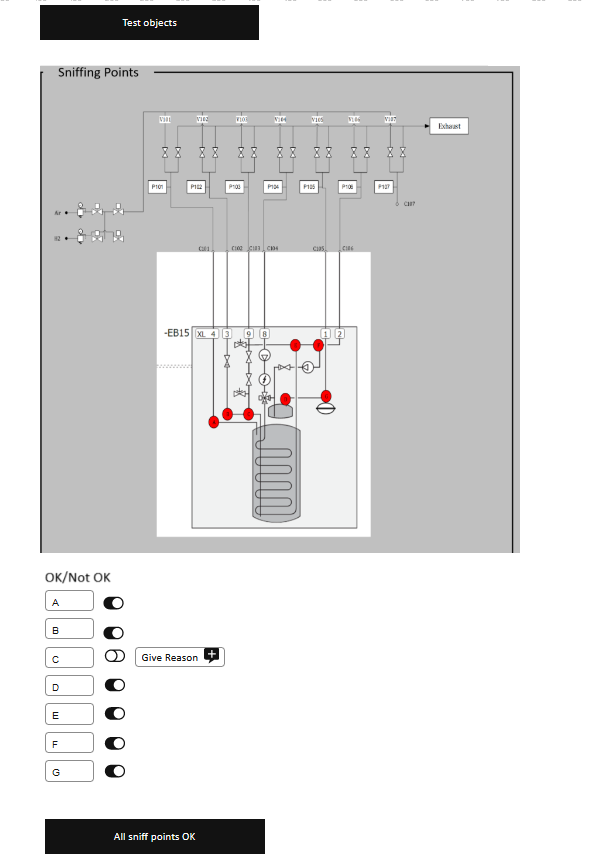 Test objects
Sniffing Points
V101 V102 V103 V104 V105 V106 V107
Exhaust
P101 P102 P103 P104 P105 P106 P107
C107
Air
H2
C101 C102 C103 C104 C105 C106
-EB15 XL 4 3 9 8 1 2
OK/Not OK
A
B
C Give Reason
D
E
F
G
All sniff points OK